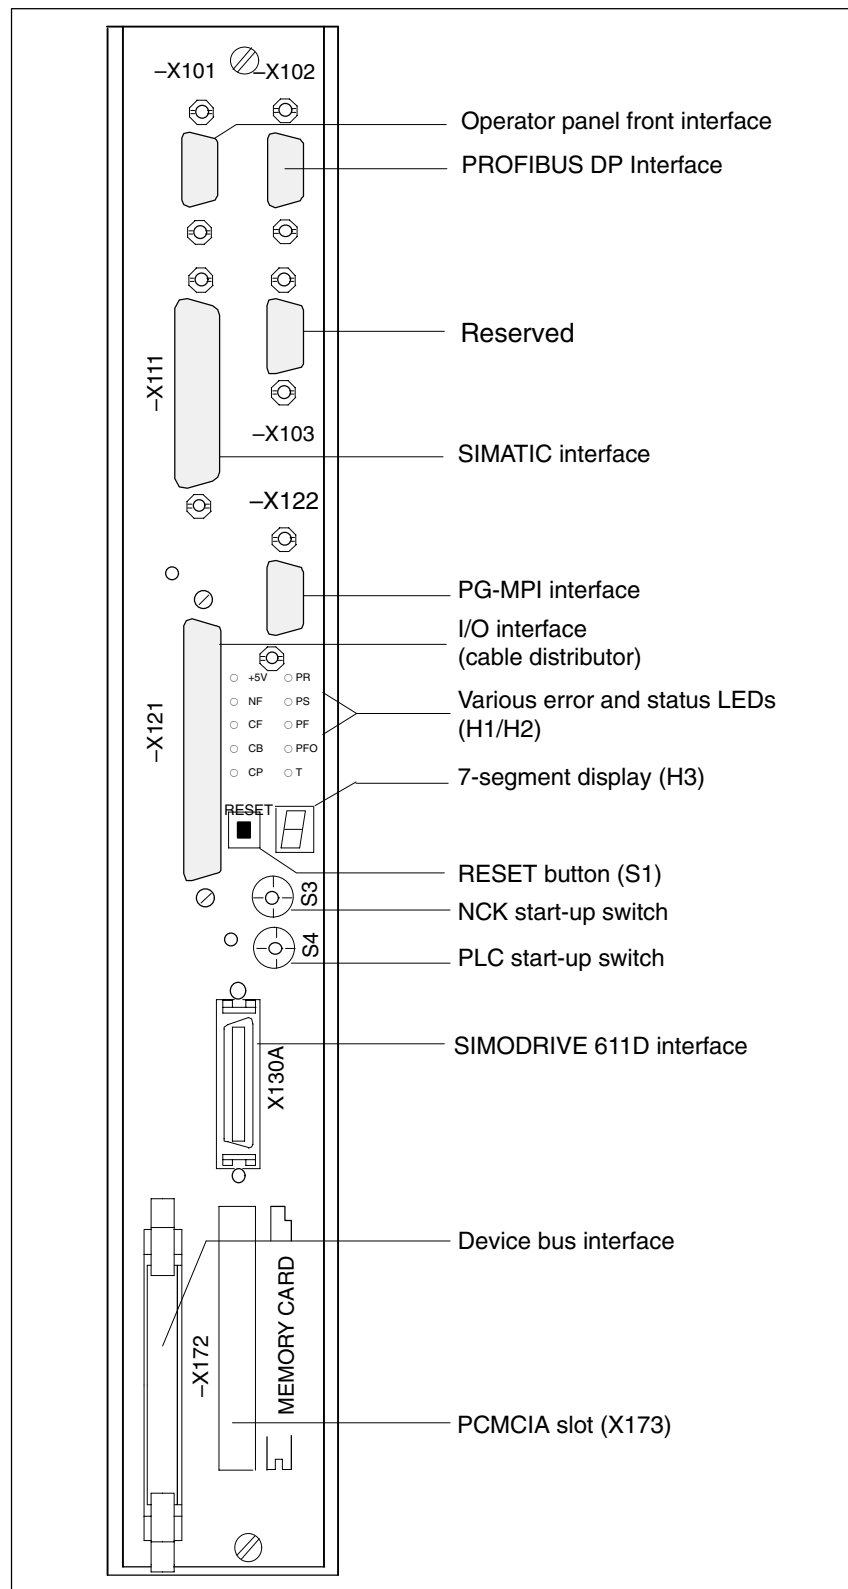 –X101
–X102
Operator panel front interface
PROFIBUS DP Interface
–X111
Reserved
–X103
SIMATIC interface
–X122
PG-MPI interface
I/O interface
(cable distributor)
–X121
+5V PR
NF PS
CF PF
CB PFO
CP T
Various error and status LEDs
(H1/H2)
7-segment display (H3)
RESET
RESET button (S1)
S3
NCK start-up switch
S4
PLC start-up switch
X130A
SIMODRIVE 611D interface
Device bus interface
–X172
MEMORY CARD
PCMCIA slot (X173)